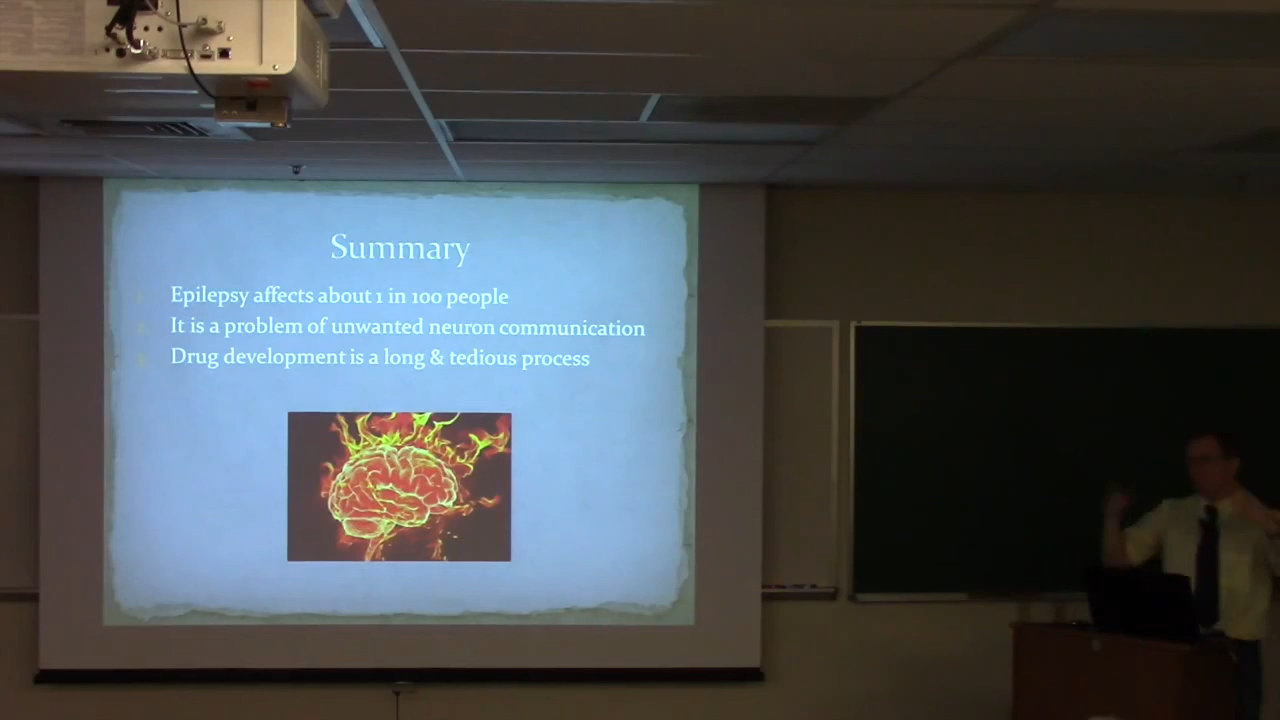 Summary
Epilepsy affects about 1 in 100 people
It is a problem of unwanted neuron communication
Drug development is a long & tedious process